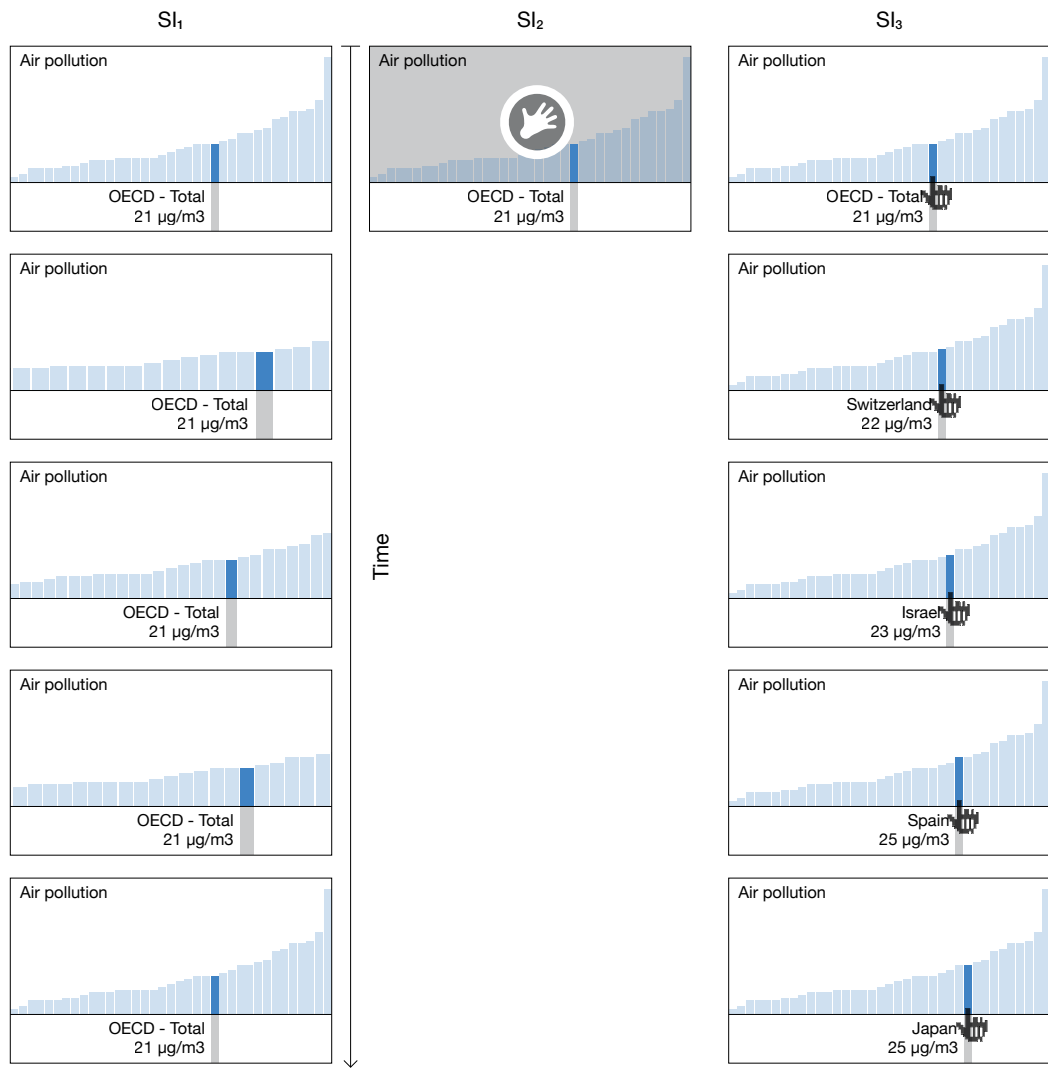 SI₁
SI₂
SI₃
Air pollution
OECD - Total
21 µg/m3
Air pollution
OECD - Total
21 µg/m3
Air pollution
OECD - Total
21 µg/m3
Air pollution
OECD - Total
21 µg/m3
Air pollution
Switzerland
22 µg/m3
Air pollution
OECD - Total
21 µg/m3
Time
Air pollution
Israel
23 µg/m3
Air pollution
OECD - Total
21 µg/m3
Air pollution
Spain
25 µg/m3
Air pollution
OECD - Total
21 µg/m3
Air pollution
Japan
25 µg/m3